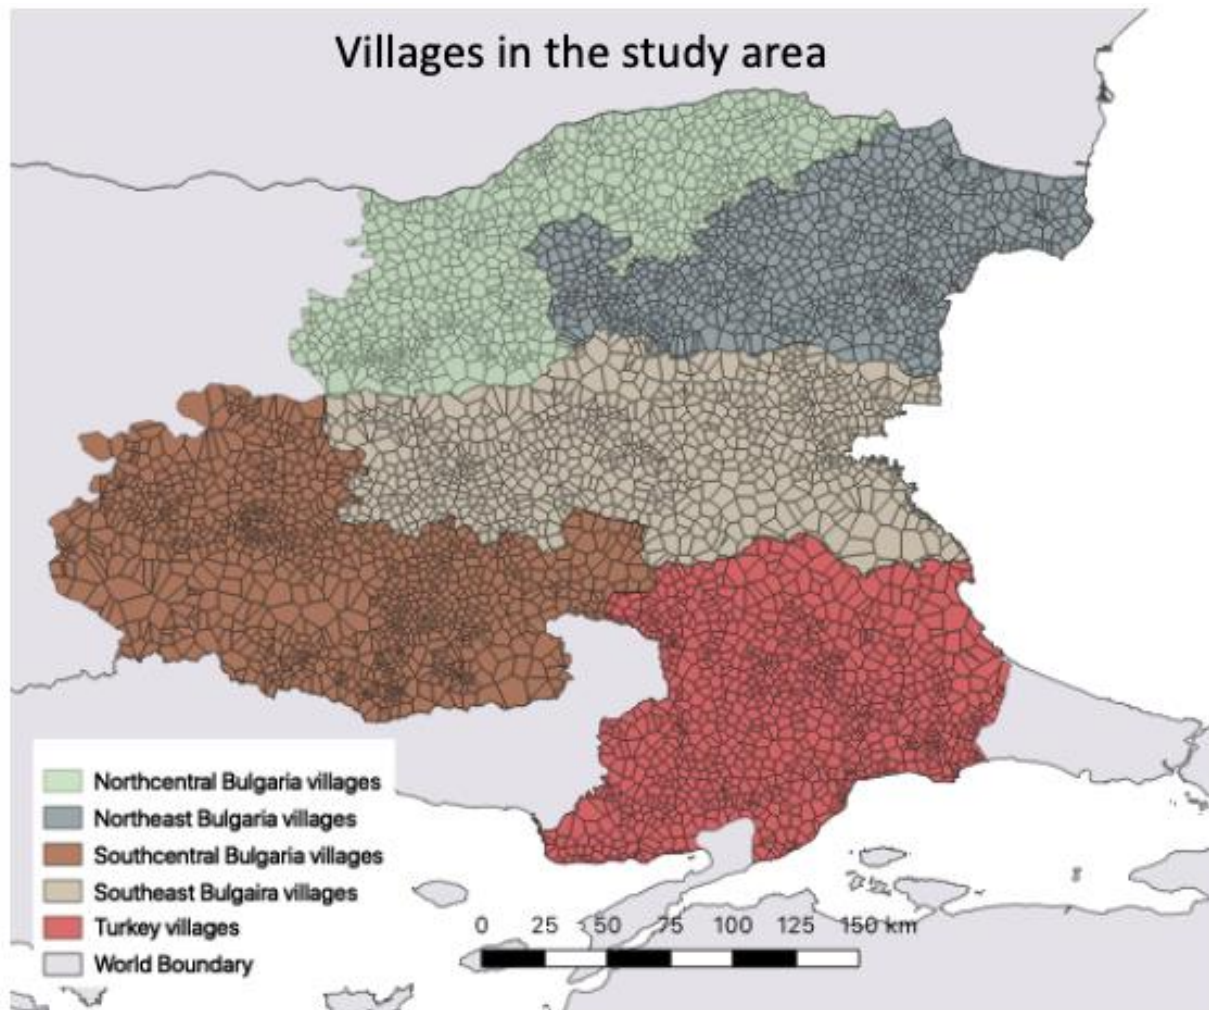 Villages in the study area
Northcentral Bulgaria villages
Northeast Bulgaria villages
Southcentral Bulgaria villages
Southeast Bulgaira villages
Turkey villages
World Boundary
0 25 50 75 100 125 150 km